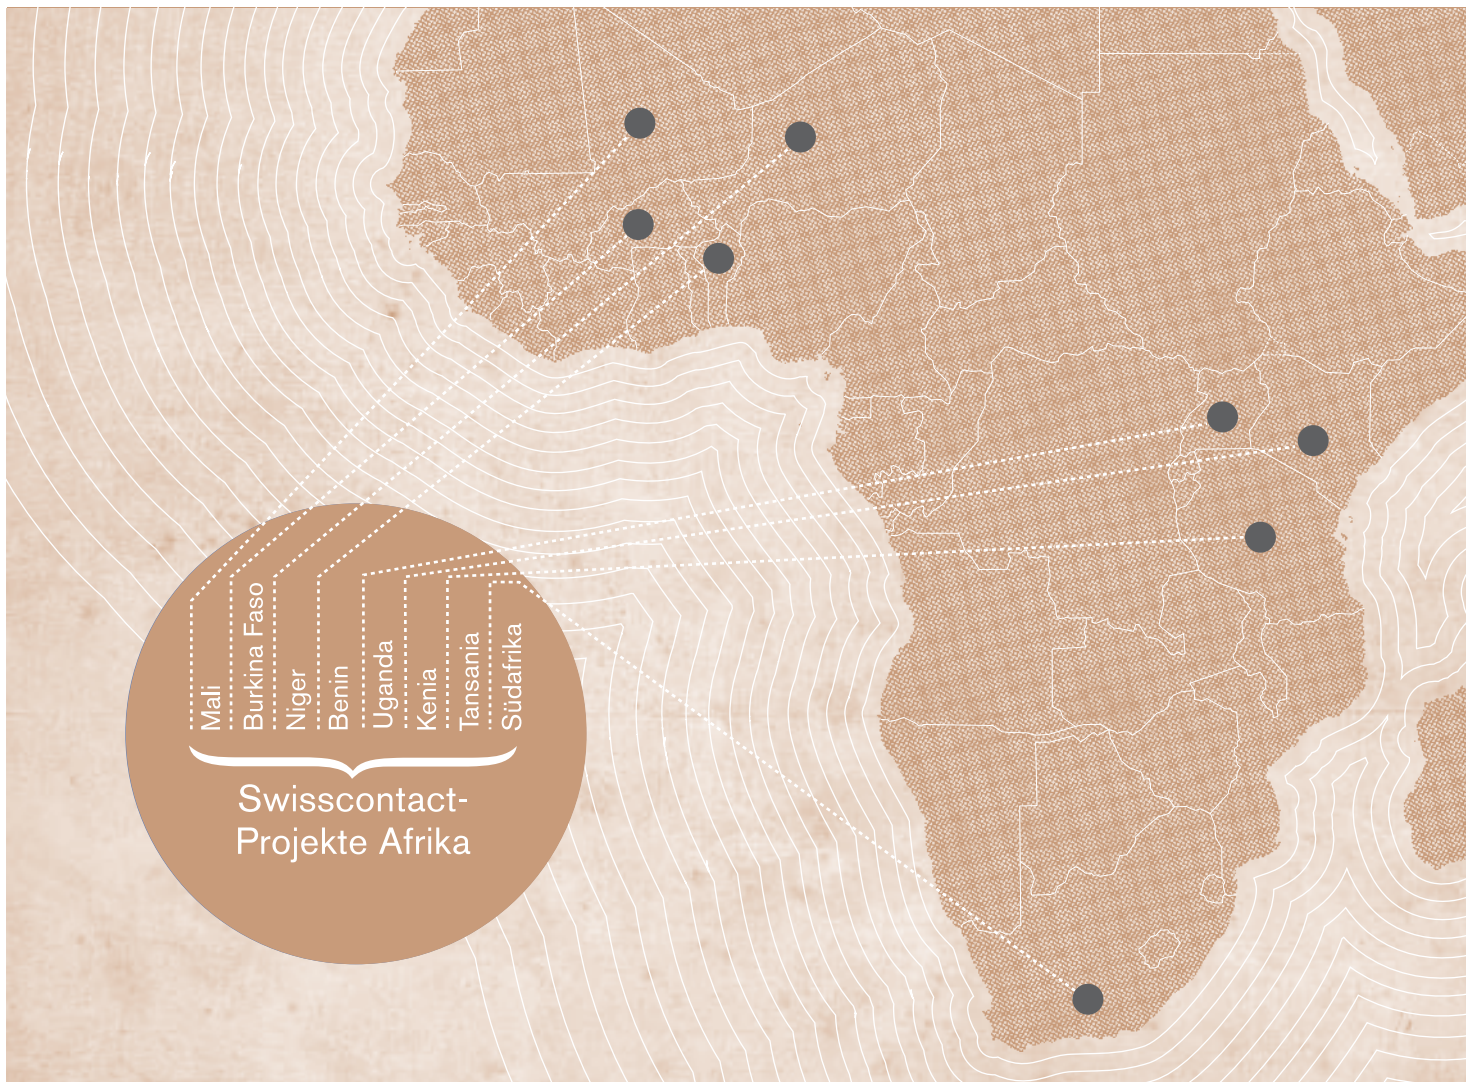 Mali
Burkina Faso
Niger
Benin
Uganda
Kenia
Tansania
Südafrika
Swisscontact-
Projekte Afrika